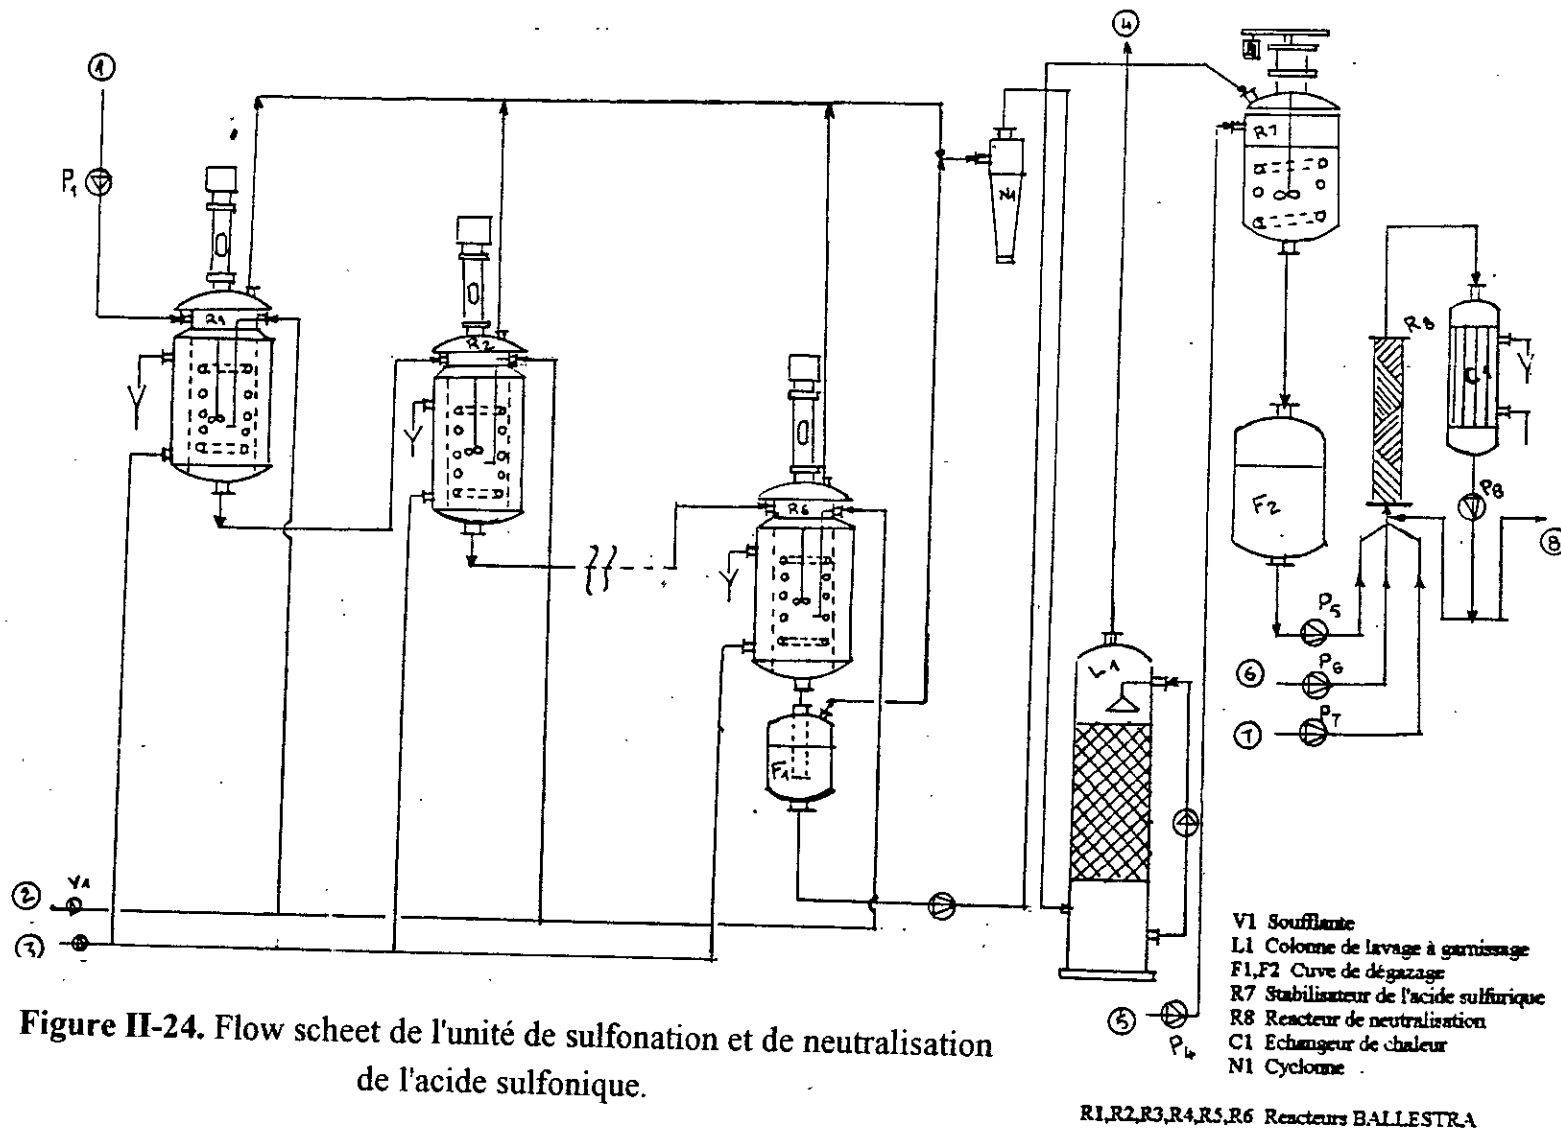 4
1
P1
R7
N1
R1
R2
R8
C1
P8
F2
8
R6
P5
6
P6
L1
7
P7
F1
2
V1
3
5
P4
V1 Soufflante
L1 Colonne de lavage à garnissage
F1,F2 Cuve de dégazage
R7 Stabilisateur de l'acide sulfurique
R8 Reacteur de neutralisation
C1 Echangeur de chaleur
N1 Cyclonne
R1,R2,R3,R4,R5,R6 Reacteurs BALLESTRA
Figure II-24. Flow scheet de l'unité de sulfonation et de neutralisation
de l'acide sulfonique.